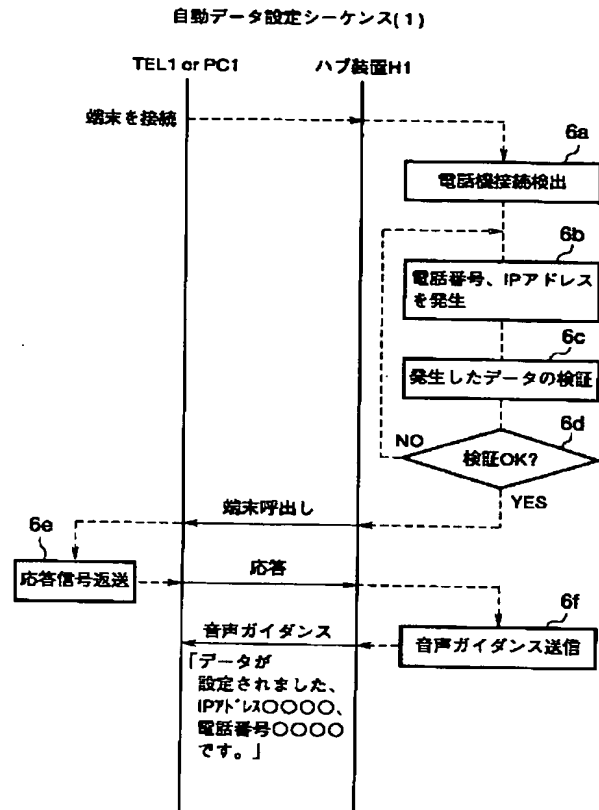 自動データ設定シーケンス(1)
TEL1 or PC1
ハブ装置H1
端末を接続
6a
電話機接続検出
6b
電話番号、IPアドレス
を発生
6c
発生したデータの検証
6d
NO
検証OK?
YES
端末呼出し
6e
応答信号返送
応答
6f
音声ガイダンス
音声ガイダンス送信
「データが
設定されました、
IPｱﾄﾞﾚｽ○○○○、
電話番号○○○○
です。」